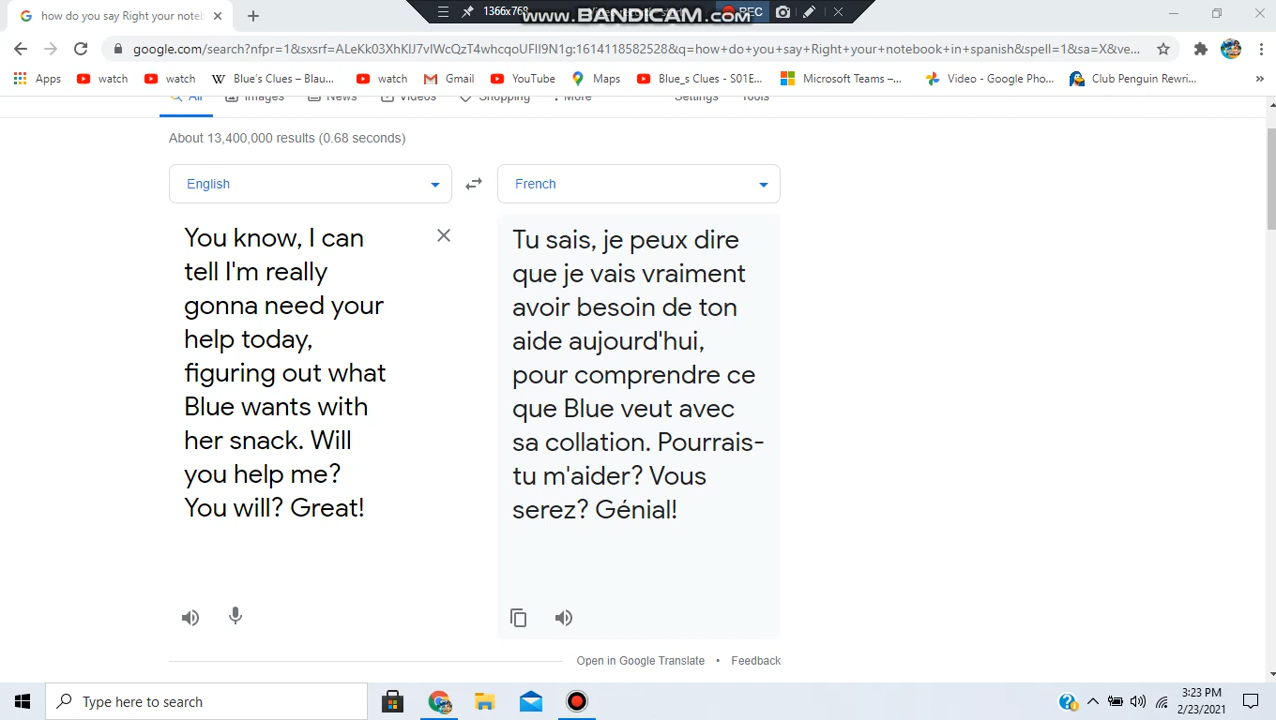 how do you say Right your noteb
1366x768
www.BANDICAM.com
REC
google.com/search?nfpr=1&sxsrf=ALeKk03XhKIJ7vIWcQzT4whcqoUFlI9N1g:1614118582528&q=how+do+you+say+Right+your+notebook+in+spanish&spell=1&sa=X&ve...
Apps
watch
watch
Blue's Clues – Blau...
watch
Gmail
YouTube
Maps
Blue_s Clues - S01E...
Microsoft Teams –...
Video - Google Pho...
Club Penguin Rewri...
»
All
Images
News
Videos
Shopping
More
Settings
Tools
About 13,400,000 results (0.68 seconds)
English
French
You know, I can
tell I'm really
gonna need your
help today,
figuring out what
Blue wants with
her snack. Will
you help me?
You will? Great!
Tu sais, je peux dire
que je vais vraiment
avoir besoin de ton
aide aujourd'hui,
pour comprendre ce
que Blue veut avec
sa collation. Pourrais-
tu m'aider? Vous
serez? Génial!
Open in Google Translate • Feedback
Type here to search
3:23 PM
2/23/2021